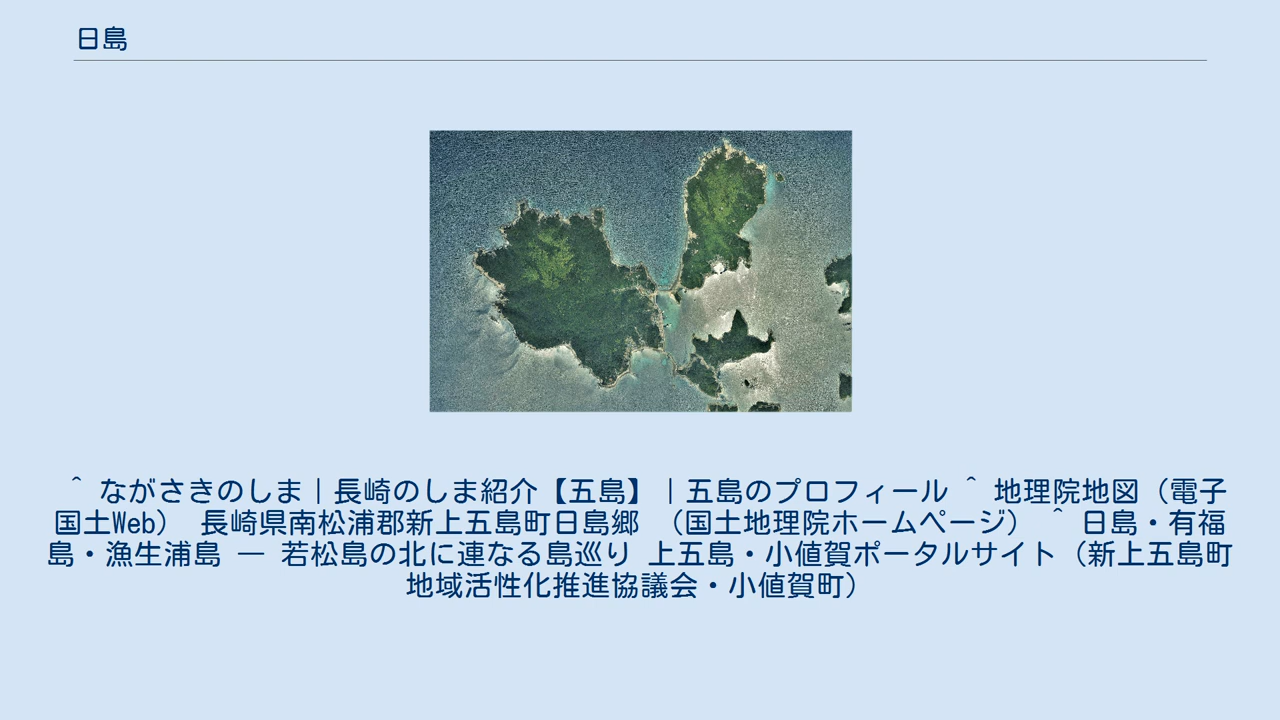 日島
＾ ながさきのしま｜長崎のしま紹介【五島】｜五島のプロフィール ＾ 地理院地図（電子
国土Web） 長崎県南松浦郡新上五島町日島郷 （国土地理院ホームページ） ＾ 日島・有福
島・漁生浦島 ― 若松島の北に連なる島巡り 上五島・小値賀ポータルサイト（新上五島町
地域活性化推進協議会・小値賀町）